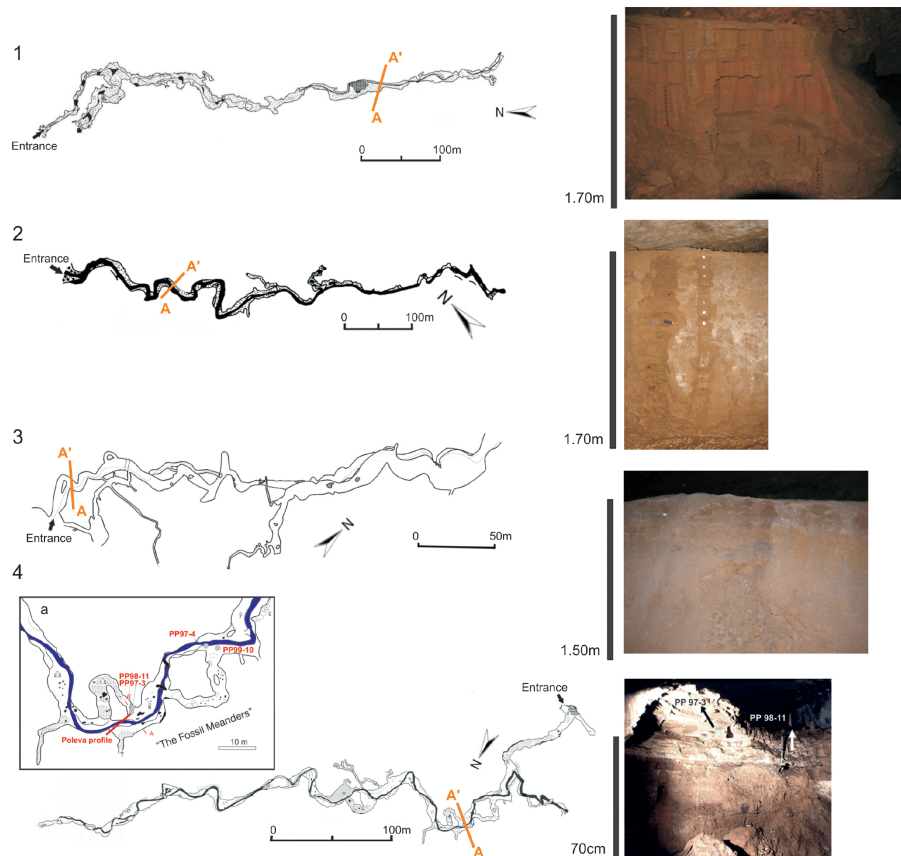 1
A'
A
N
Entrance
0
100m
1.70m
2
Entrance
A'
A
N
0
100m
1.70m
3
A'
A
Entrance
N
0
50m
1.50m
4
a
PP97-4
PP99-10
PP98-11
PP97-3
Poleva profile
A
"The Fossil Meanders"
10 m
Entrance
N
A'
A
0
100m
PP 97-3
PP 98-11
70cm